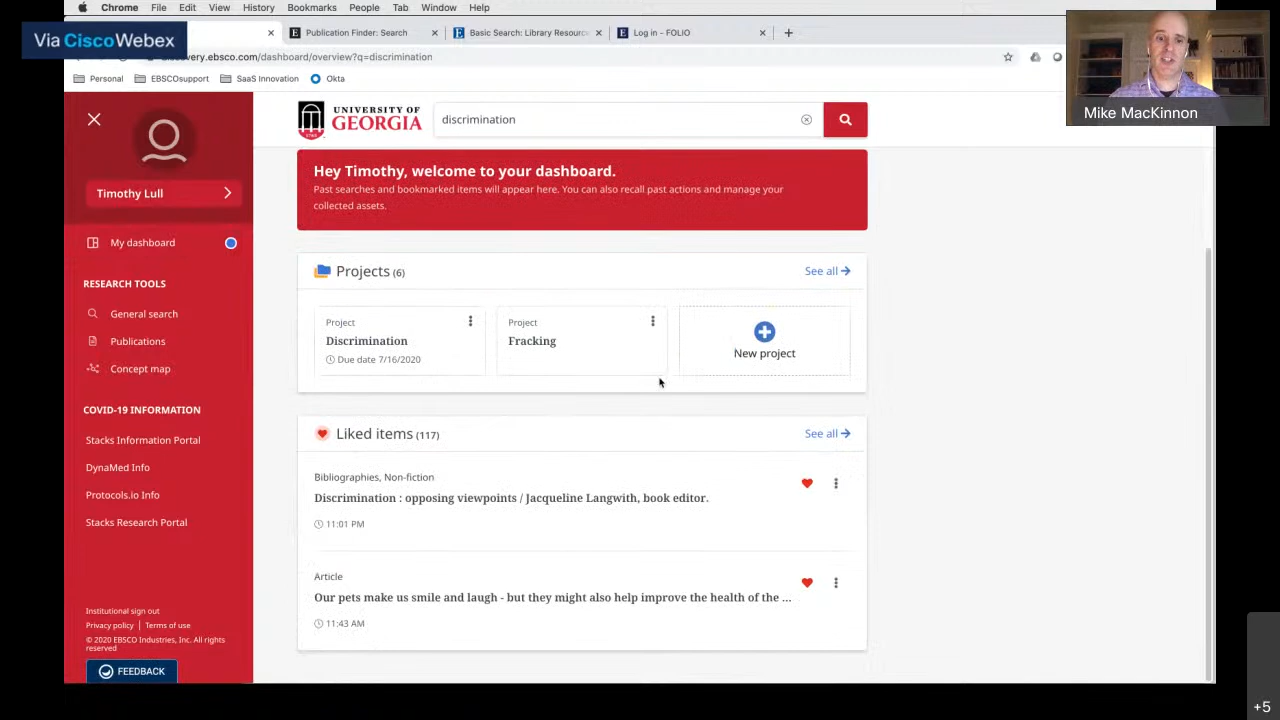 Chrome File Edit View History Bookmarks People Tab Window Help
Via Cisco Webex
Publication Finder: Search
Basic Search: Library Resourc
Log in - FOLIO
.ebsco.com/dashboard/overview?q=discrimination
Personal
EBSCOsupport
SaaS Innovation
Okta
Mike MacKinnon
UNIVERSITY OF
GEORGIA
1785
discrimination
Timothy Lull
My dashboard
RESEARCH TOOLS
General search
Publications
Concept map
COVID-19 INFORMATION
Stacks Information Portal
DynaMed Info
Protocols.io Info
Stacks Research Portal
Institutional sign out
Privacy policy | Terms of use
© 2020 EBSCO Industries, Inc. All rights
reserved
FEEDBACK
Hey Timothy, welcome to your dashboard.
Past searches and bookmarked items will appear here. You can also recall past actions and manage your
collected assets.
Projects (6)
See all
Project
Discrimination
Due date 7/16/2020
Project
Fracking
New project
Liked items (117)
See all
Bibliographies, Non-fiction
Discrimination : opposing viewpoints / Jacqueline Langwith, book editor.
11:01 PM
Article
Our pets make us smile and laugh - but they might also help improve the health of the ...
11:43 AM
+5